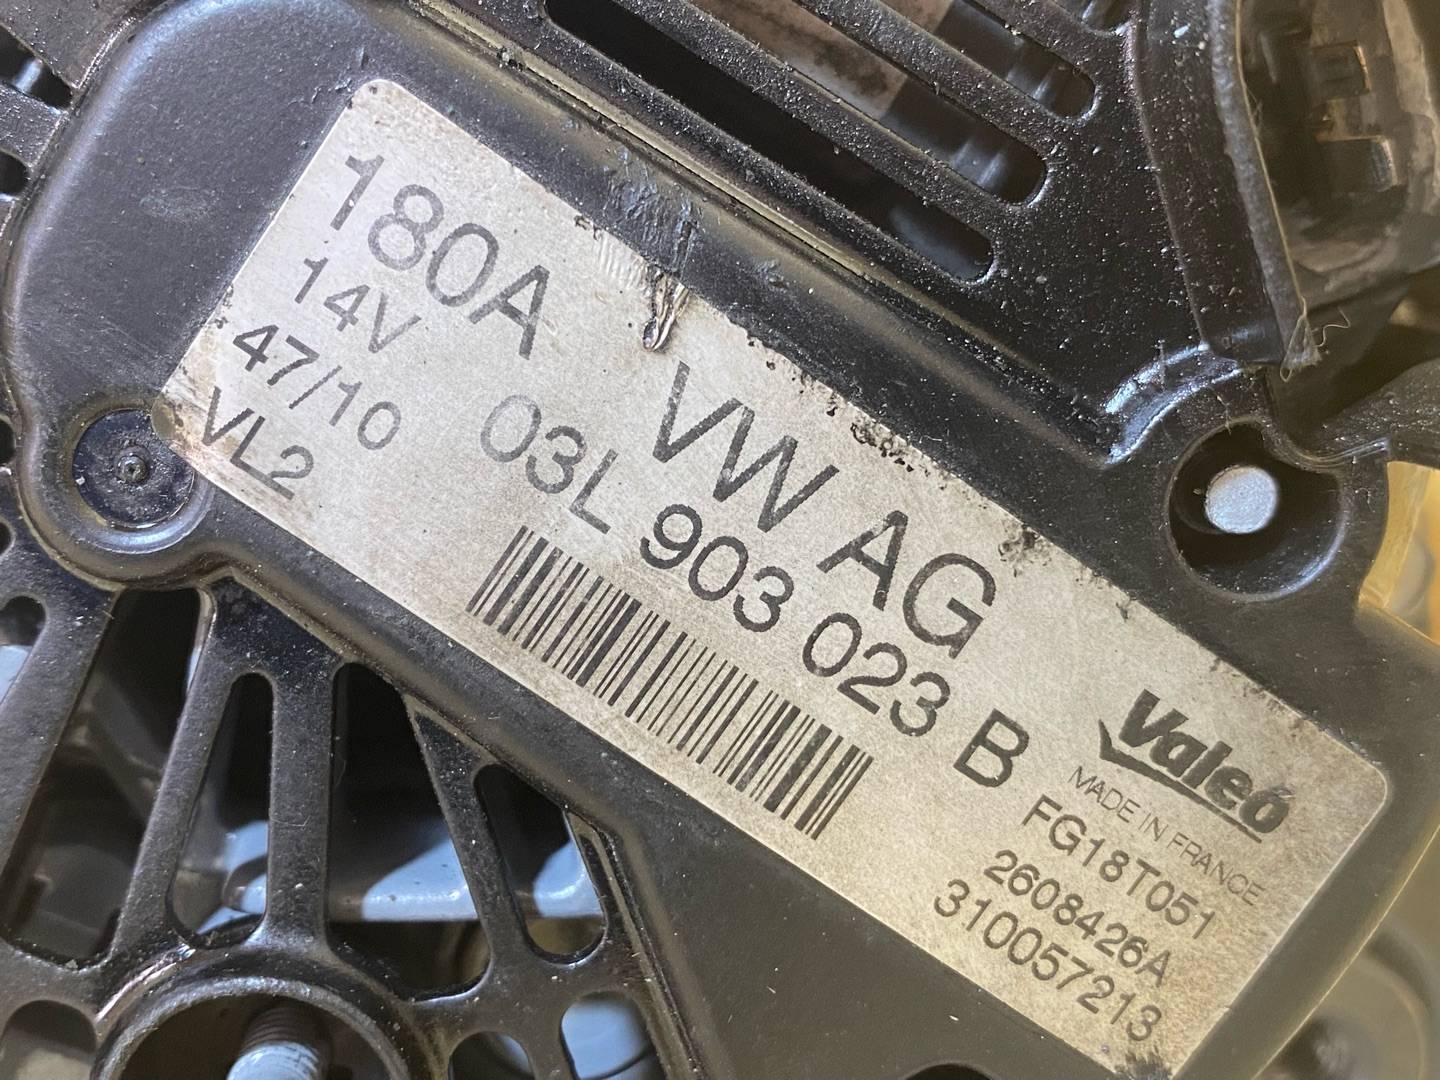 180A VW AG
14V 03L 903 023 B
47/10
VL2
Valeo
MADE IN FRANCE
FG18T051
2608426A
310057213